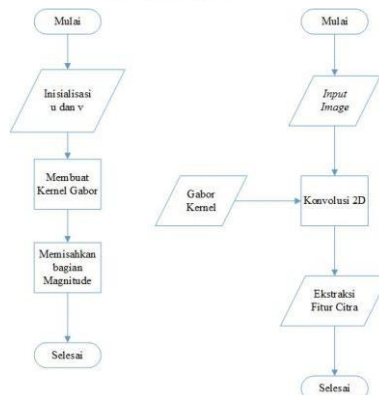 Mulai
Inisialisasi
u dan v
Membuat
Kernel Gabor
Memisahkan
bagian
Magnitude
Selesai
Mulai
Input
Image
Gabor
Kernel
Konvolusi 2D
Ekstraksi
Fitur Citra
Selesai